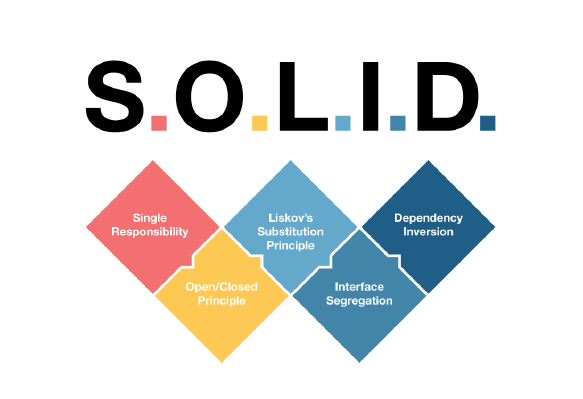 S.O.L.I.D.
Single
Responsibility
Open/Closed
Principle
Liskov's
Substitution
Principle
Interface
Segregation
Dependency
Inversion